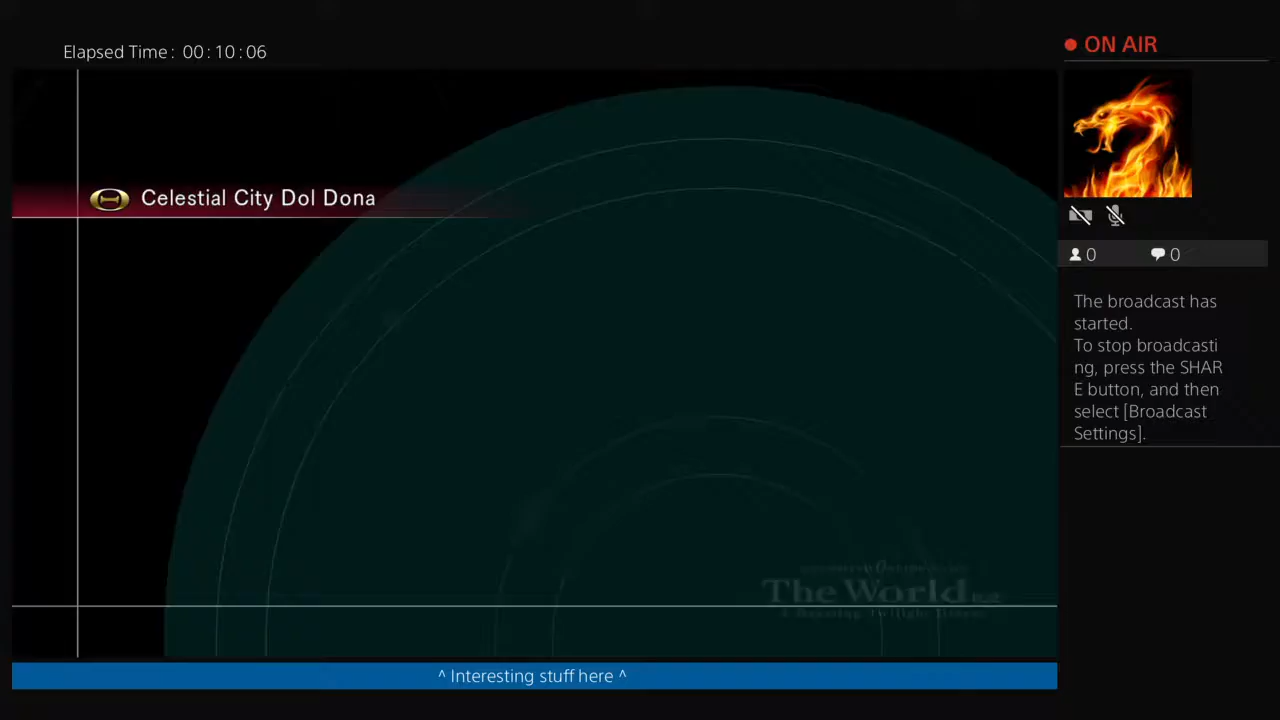 Elapsed Time: 00:10:06
ON AIR
Celestial City Dol Dona
0 0
The broadcast has
started.
To stop broadcasti
ng, press the SHAR
E button, and then
select [Broadcast
Settings].
The World R:2
^ Interesting stuff here ^